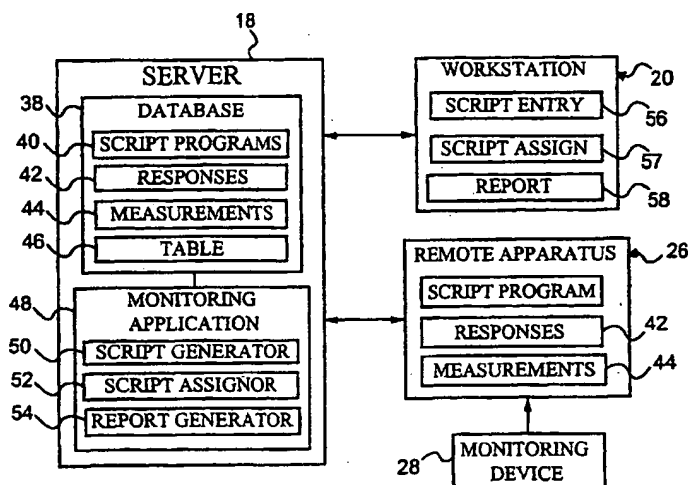 18
SERVER
38
DATABASE
40
SCRIPT PROGRAMS
42
RESPONSES
44
MEASUREMENTS
46
TABLE
48
MONITORING
APPLICATION
50
SCRIPT GENERATOR
52
SCRIPT ASSIGNOR
54
REPORT GENERATOR
WORKSTATION
20
SCRIPT ENTRY
56
SCRIPT ASSIGN
57
REPORT
58
REMOTE APPARATUS
26
SCRIPT PROGRAM
RESPONSES
42
MEASUREMENTS
44
28
MONITORING
DEVICE